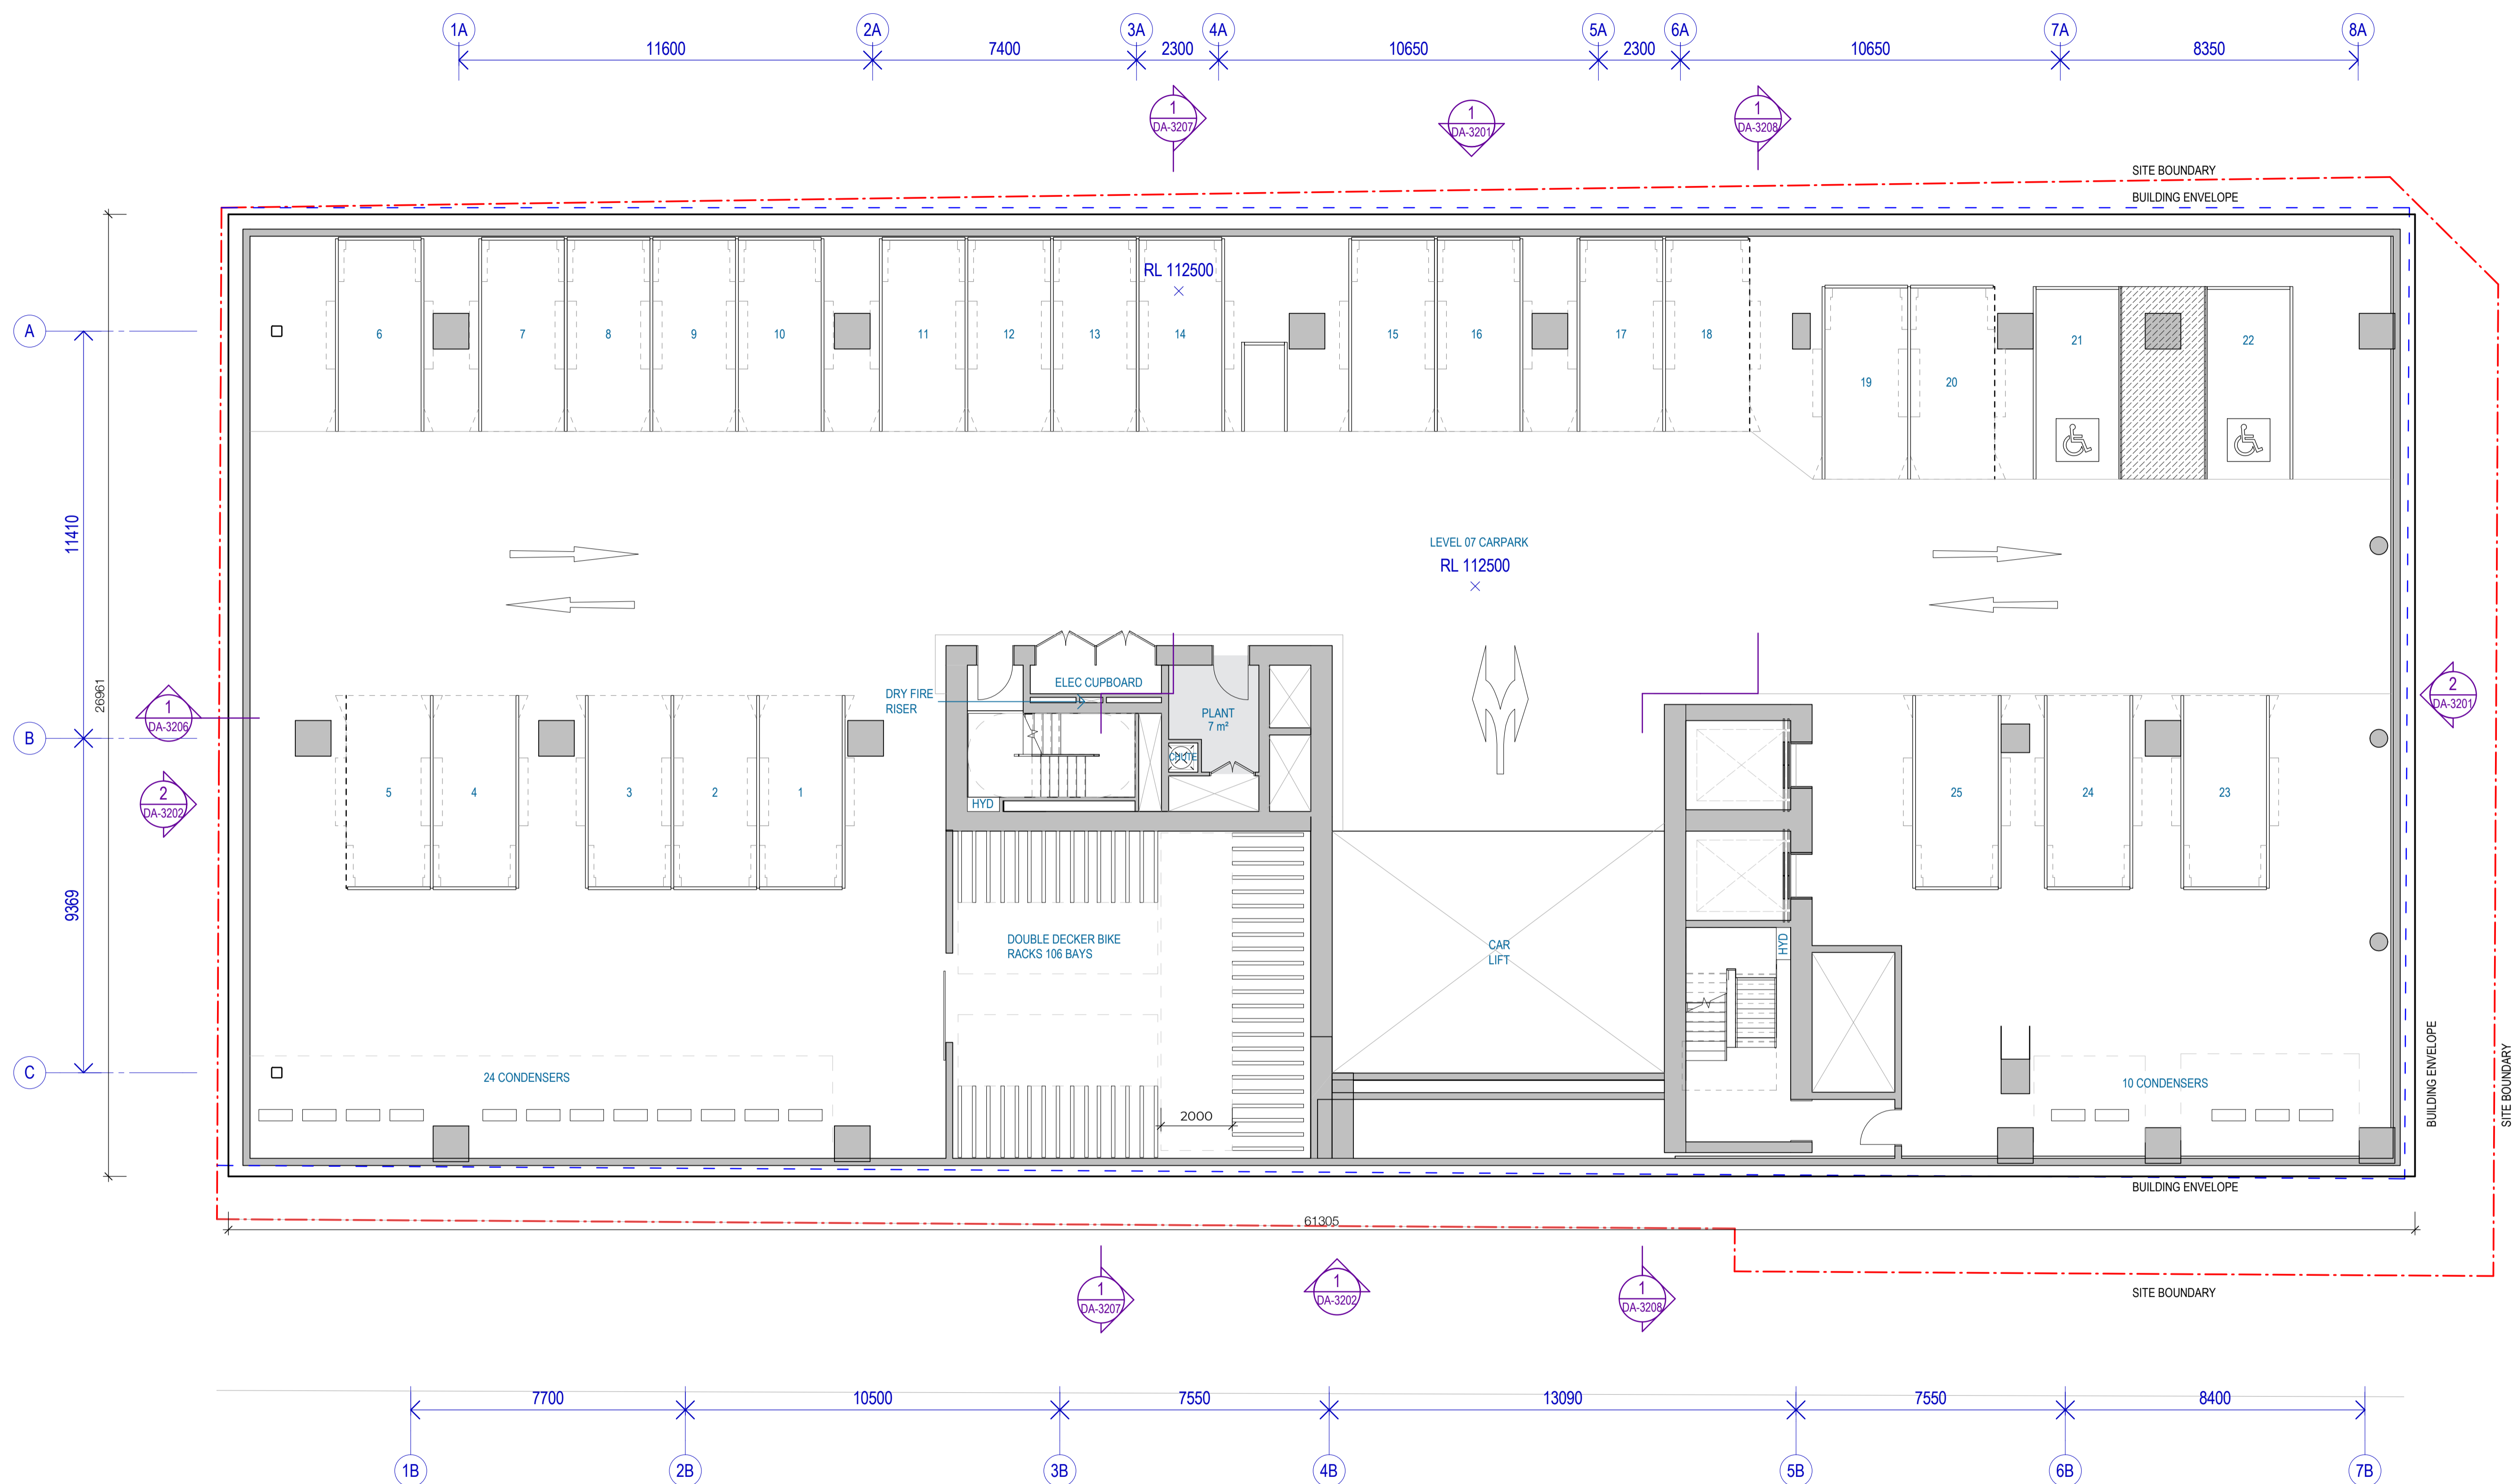 1A 2A 3A 4A 5A 6A 7A 8A
11600 7400 2300 10650 2300 10650 8350
1
DA-3207
1
DA-3201
1
DA-3208
SITE BOUNDARY
BUILDING ENVELOPE
RL 112500
A
6 7 8 9 10 11 12 13 14 15 16 17 18 21 22
19 20
11410
LEVEL 07 CARPARK
RL 112500
26961
ELEC CUPBOARD
DRY FIRE
RISER
PLANT
7 m²
1
DA-3206
2
DA-3201
B
CHUTE
2
DA-3202
5 4 3 2 1 25 24 23
HYD
9369
DOUBLE DECKER BIKE
RACKS 106 BAYS
CAR
LIFT
HYD
C
24 CONDENSERS
10 CONDENSERS
BUILDING ENVELOPE
SITE BOUNDARY
2000
BUILDING ENVELOPE
61305
SITE BOUNDARY
1
DA-3207
1
DA-3202
1
DA-3208
7700 10500 7550 13090 7550 8400
1B 2B 3B 4B 5B 6B 7B